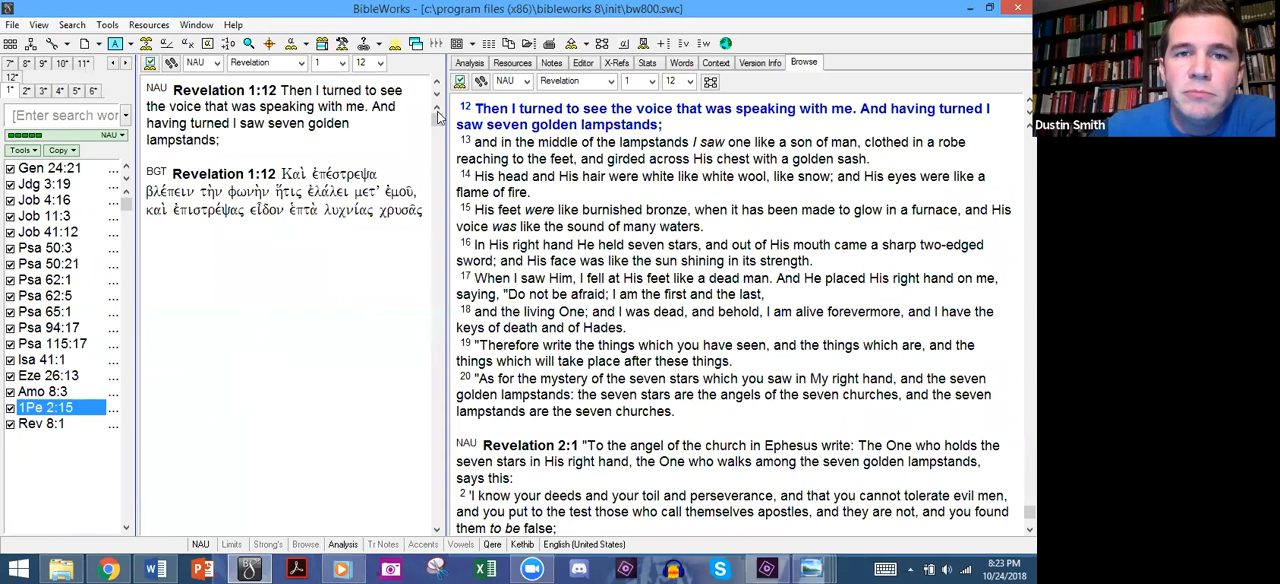 BibleWorks - [c:\program files (x86)\bibleworks 8\init\bw800.swc]
File View Search Tools Resources Window Help
NAU Revelation 1 12
7* 8* 9* 10* 11*
12*
1* 2* 3* 4* 5* 6*
[Enter search wor
NAU
Tools Copy
Gen 24:21 ...
Jdg 3:19 ...
Job 4:16 ...
Job 11:3 ...
Job 41:12 ...
Psa 50:3 ...
Psa 50:21 ...
Psa 62:1 ...
Psa 62:5 ...
Psa 65:1 ...
Psa 94:17 ...
Psa 115:17 ...
Isa 41:1 ...
Eze 26:13 ...
Amo 8:3 ...
1Pe 2:15 ...
Rev 8:1 ...
NAU Revelation 1:12 Then I turned to see
the voice that was speaking with me. And
having turned I saw seven golden
lampstands;
BGT Revelation 1:12 Καὶ ἐπέστρεψα
βλέπειν τὴν φωνὴν ἥτις ἐλάλει μετ' ἐμοῦ,
καὶ ἐπιστρέψας εἶδον ἑπτὰ λυχνίας χρυσᾶς
Analysis Resources Notes Editor X-Refs Stats Words Context Version Info Browse
NAU Revelation 1 12
12 Then I turned to see the voice that was speaking with me. And having turned I
saw seven golden lampstands;
13 and in the middle of the lampstands I saw one like a son of man, clothed in a robe
reaching to the feet, and girded across His chest with a golden sash.
14 His head and His hair were white like white wool, like snow; and His eyes were like a
flame of fire.
15 His feet were like burnished bronze, when it has been made to glow in a furnace, and His
voice was like the sound of many waters.
16 In His right hand He held seven stars, and out of His mouth came a sharp two-edged
sword; and His face was like the sun shining in its strength.
17 When I saw Him, I fell at His feet like a dead man. And He placed His right hand on me,
saying, "Do not be afraid; I am the first and the last,
18 and the living One; and I was dead, and behold, I am alive forevermore, and I have the
keys of death and of Hades.
19 "Therefore write the things which you have seen, and the things which are, and the
things which will take place after these things.
20 "As for the mystery of the seven stars which you saw in My right hand, and the seven
golden lampstands: the seven stars are the angels of the seven churches, and the seven
lampstands are the seven churches.
NAU Revelation 2:1 "To the angel of the church in Ephesus write: The One who holds the
seven stars in His right hand, the One who walks among the seven golden lampstands,
says this:
2 'I know your deeds and your toil and perseverance, and that you cannot tolerate evil men,
and you put to the test those who call themselves apostles, and they are not, and you found
them to be false;
NAU Limits Strong's Browse Analysis Tr Notes Accents Vowels Qere Kethib English (United States)
Dustin Smith
8:23 PM
10/24/2018